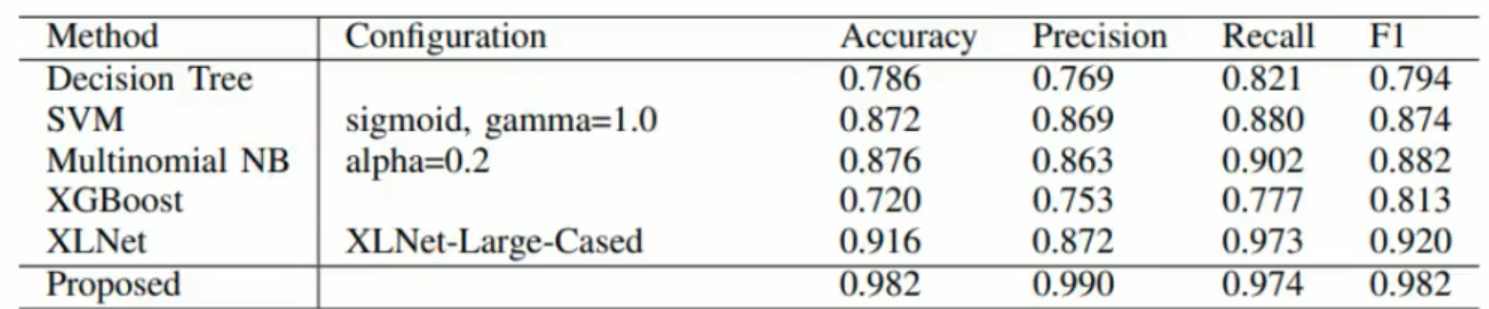 Method Configuration Accuracy Precision Recall F1
Decision Tree 0.786 0.769 0.821 0.794
SVM sigmoid, gamma=1.0 0.872 0.869 0.880 0.874
Multinomial NB alpha=0.2 0.876 0.863 0.902 0.882
XGBoost 0.720 0.753 0.777 0.813
XLNet XLNet-Large-Cased 0.916 0.872 0.973 0.920
Proposed 0.982 0.990 0.974 0.982